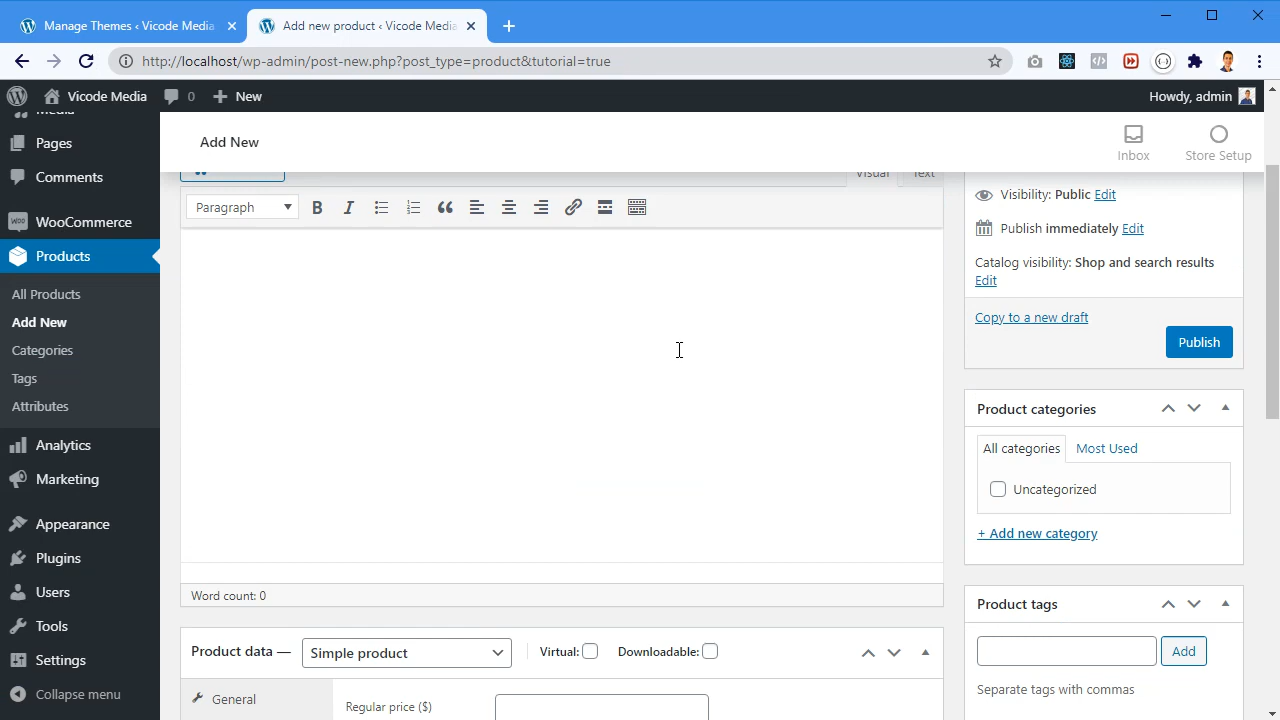 Manage Themes ‹ Vicode Media
Add new product ‹ Vicode Media
http://localhost/wp-admin/post-new.php?post_type=product&tutorial=true
Vicode Media
0
New
Howdy, admin
Media
Pages
Comments
WooCommerce
Products
All Products
Add New
Categories
Tags
Attributes
Analytics
Marketing
Appearance
Plugins
Users
Tools
Settings
Collapse menu
Add New
Inbox
Store Setup
Visual
Text
Paragraph
Word count: 0
Product data —
Simple product
Virtual:
Downloadable:
General
Regular price ($)
Visibility: Public Edit
Publish immediately Edit
Catalog visibility: Shop and search results
Edit
Copy to a new draft
Publish
Product categories
All categories
Most Used
Uncategorized
+ Add new category
Product tags
Add
Separate tags with commas